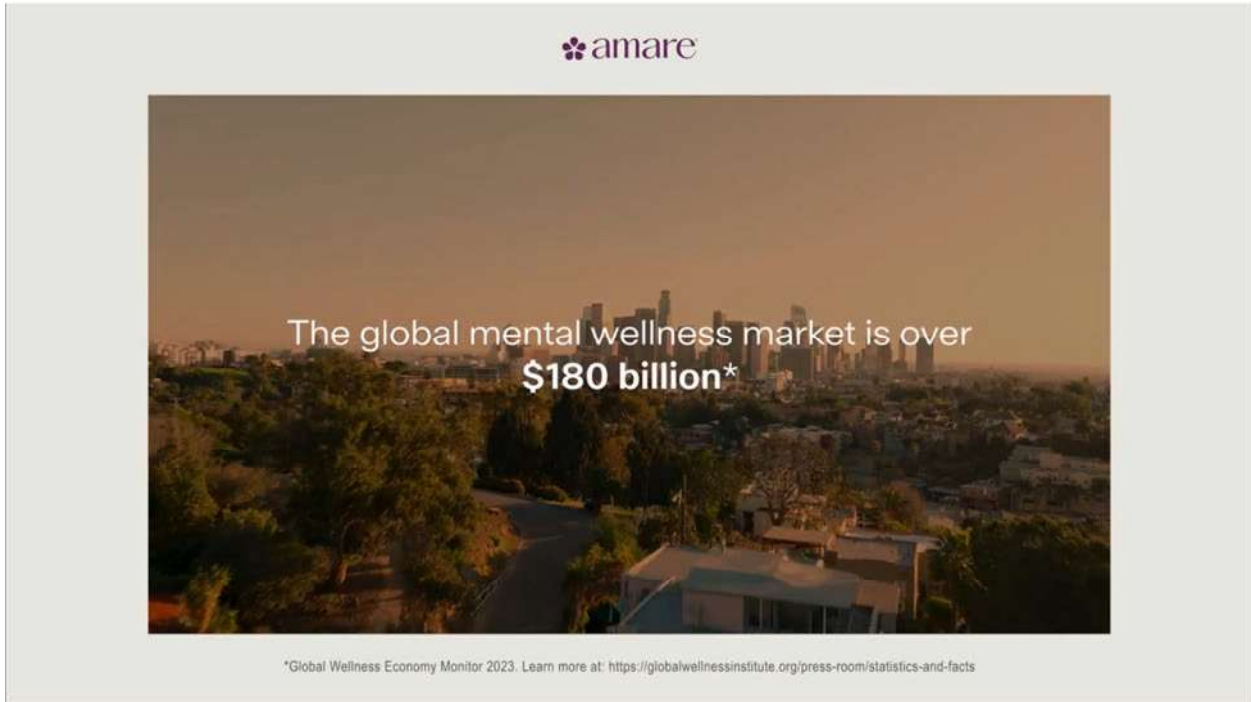 amare
The global mental wellness market is over
$180 billion*
*Global Wellness Economy Monitor 2023. Learn more at: https://globalwellnessinstitute.org/press-room/statistics-and-facts